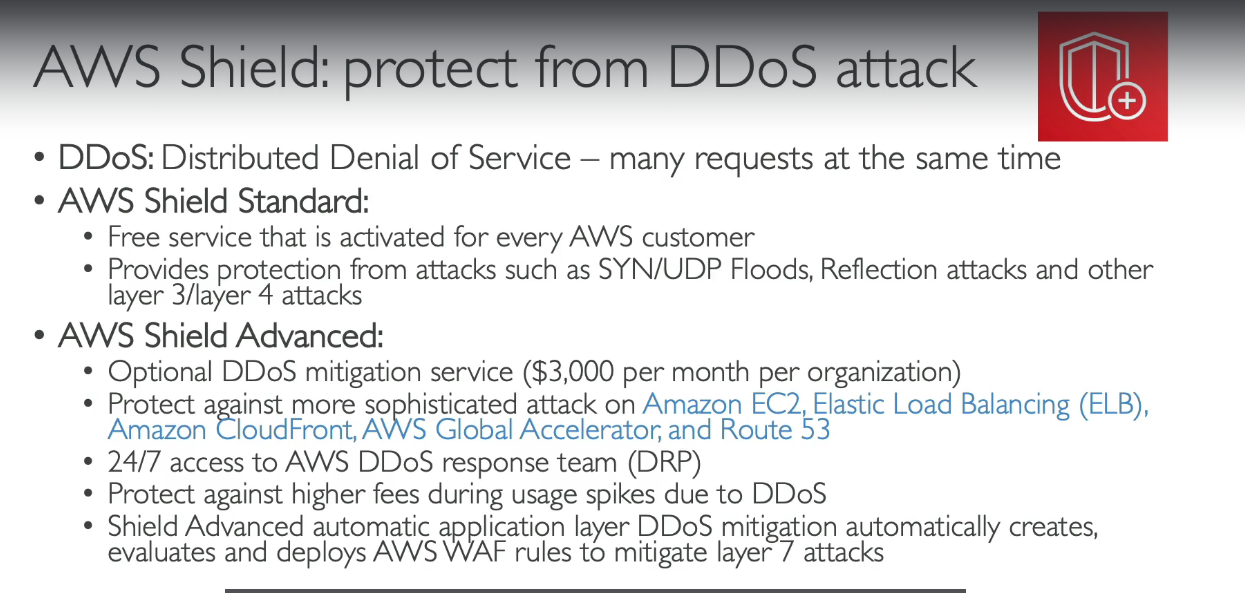 AWS Shield: protect from DDoS attack
• DDoS: Distributed Denial of Service – many requests at the same time
• AWS Shield Standard:
• Free service that is activated for every AWS customer
• Provides protection from attacks such as SYN/UDP Floods, Reflection attacks and other
layer 3/layer 4 attacks
• AWS Shield Advanced:
• Optional DDoS mitigation service ($3,000 per month per organization)
• Protect against more sophisticated attack on Amazon EC2, Elastic Load Balancing (ELB),
Amazon CloudFront, AWS Global Accelerator, and Route 53
• 24/7 access to AWS DDoS response team (DRP)
• Protect against higher fees during usage spikes due to DDoS
• Shield Advanced automatic application layer DDoS mitigation automatically creates,
evaluates and deploys AWS WAF rules to mitigate layer 7 attacks